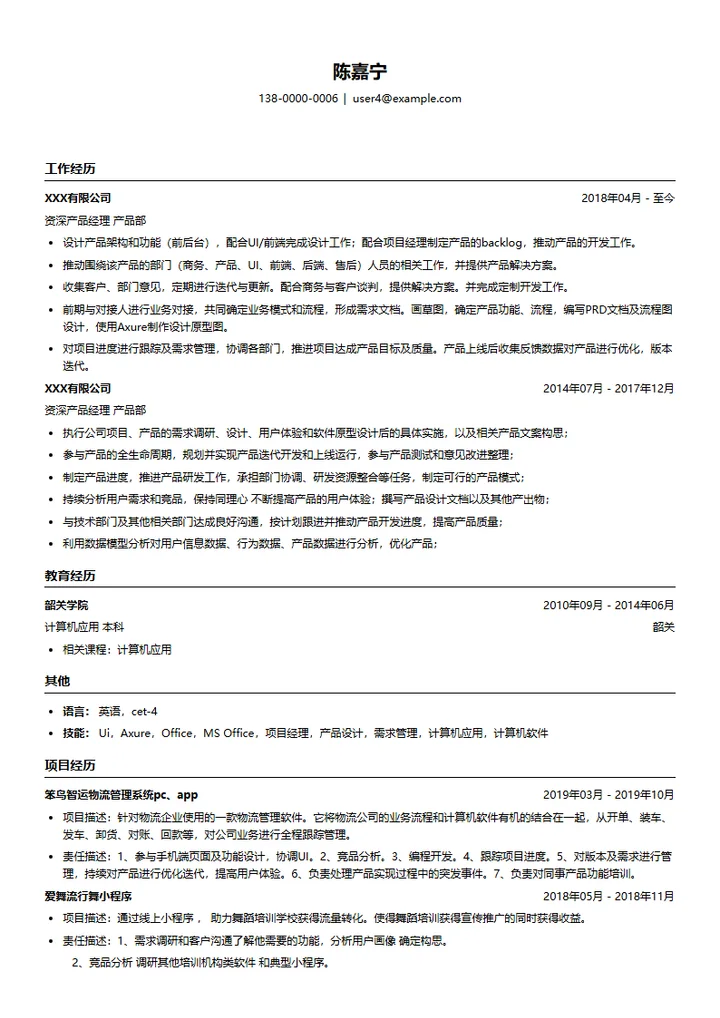 陈嘉宁
138-0000-0006 | user4@example.com
工作经历
XXX有限公司 2018年04月 - 至今
资深产品经理 产品部
• 设计产品架构和功能（前后台），配合UI/前端完成设计工作；配合项目经理制定产品的backlog，推动产品的开发工作。
• 推动围绕该产品的部门（商务、产品、UI、前端、后端、售后）人员的相关工作，并提供产品解决方案。
• 收集客户、部门意见，定期进行迭代与更新。配合商务与客户谈判，提供解决方案。并完成定制开发工作。
• 前期与对接人进行业务对接，共同确定业务模式和流程，形成需求文档。画草图，确定产品功能、流程，编写PRD文档及流程图
设计，使用Axure制作设计原型图。
• 对项目进度进行跟踪及需求管理，协调各部门，推进项目达成产品目标及质量。产品上线后收集反馈数据对产品进行优化，版本
迭代。
XXX有限公司 2014年07月 - 2017年12月
资深产品经理 产品部
• 执行公司项目、产品的需求调研、设计、用户体验和软件原型设计后的具体实施，以及相关产品文案构思；
• 参与产品的全生命周期，规划并实现产品迭代开发和上线运行，参与产品测试和意见改进整理；
• 制定产品进度，推进产品研发工作，承担部门协调、研发资源整合等任务，制定可行的产品模式；
• 持续分析用户需求和竞品，保持同理心 不断提高产品的用户体验；撰写产品设计文档以及其他产出物；
• 与技术部门及其他相关部门达成良好沟通，按计划跟进并推动产品开发进度，提高产品质量；
• 利用数据模型分析对用户信息数据、行为数据、产品数据进行分析，优化产品；
教育经历
韶关学院 2010年09月 - 2014年06月
计算机应用 本科 韶关
• 相关课程：计算机应用
其他
• 语言： 英语，cet-4
• 技能： Ui，Axure，Office，MS Office，项目经理，产品设计，需求管理，计算机应用，计算机软件
项目经历
笨鸟智运物流管理系统pc、app 2019年03月 - 2019年10月
• 项目描述：针对物流企业使用的一款物流管理软件。它将物流公司的业务流程和计算机软件有机的结合在一起，从开单、装车、
发车、卸货、对账、回款等，对公司业务进行全程跟踪管理。
• 责任描述：1、参与手机端页面及功能设计，协调UI。2、竞品分析。3、编程开发。4、跟踪项目进度。5、对版本及需求进行管
理，持续对产品进行优化迭代，提高用户体验。6、负责处理产品实现过程中的突发事件。7、负责对同事产品功能培训。
爱舞流行舞小程序 2018年05月 - 2018年11月
• 项目描述：通过线上小程序 ， 助力舞蹈培训学校获得流量转化。使得舞蹈培训获得宣传推广的同时获得收益。
• 责任描述：1、需求调研和客户沟通了解他需要的功能，分析用户画像 确定构思。
2、竞品分析 调研其他培训机构类软件 和典型小程序。